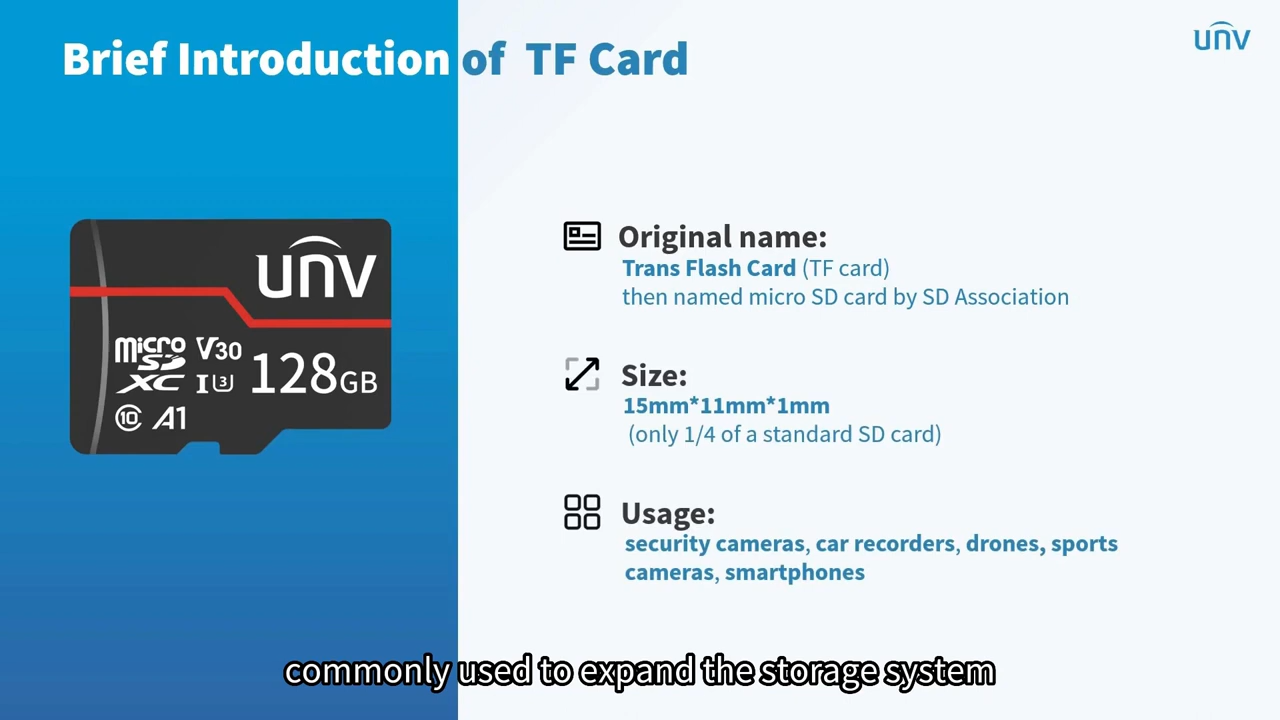 Brief Introduction of TF Card
unv
unv
micro
SD
XC
V30
I U3
128GB
10 A1
Original name:
Trans Flash Card (TF card)
then named micro SD card by SD Association
Size:
15mm*11mm*1mm
(only 1/4 of a standard SD card)
Usage:
security cameras, car recorders, drones, sports
cameras, smartphones
commonly used to expand the storage system